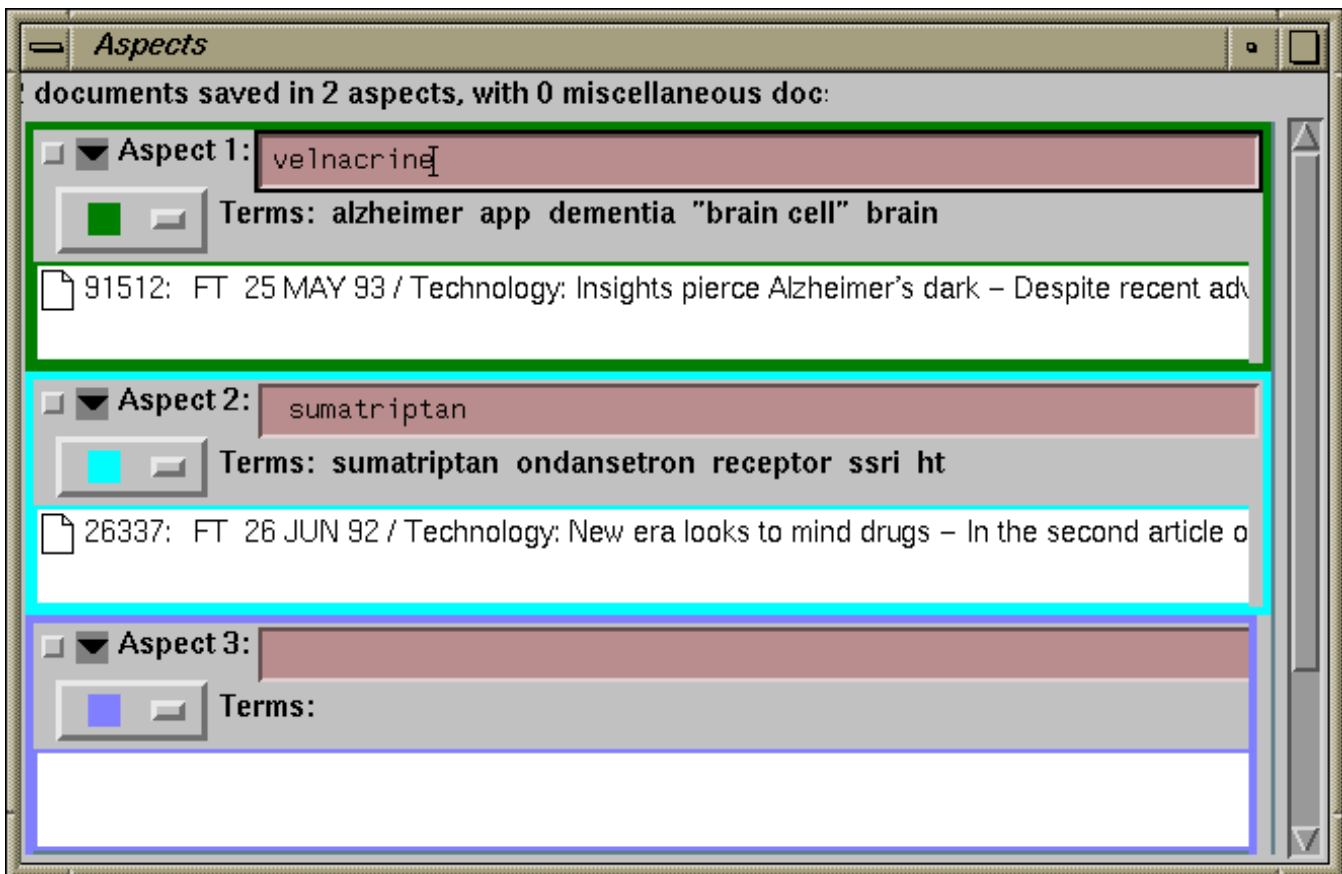 Aspects
documents saved in 2 aspects, with 0 miscellaneous doc
Aspect 1: velnacrine
Terms: alzheimer app dementia "brain cell" brain
91512: FT 25 MAY 93 / Technology: Insights pierce Alzheimer's dark – Despite recent adv
Aspect 2: sumatriptan
Terms: sumatriptan ondansetron receptor ssri ht
26337: FT 26 JUN 92 / Technology: New era looks to mind drugs – In the second article o
Aspect 3:
Terms: